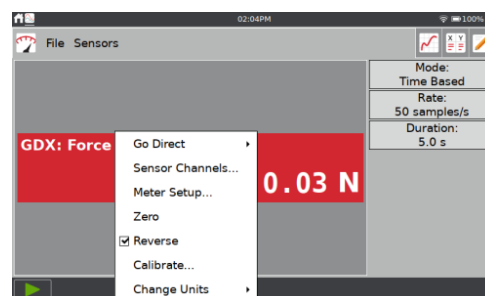 02:04PM
100%
File Sensors
X Y
Mode:
Time Based
Rate:
50 samples/s
Duration:
5.0 s
GDX: Force
0.03 N
Go Direct
Sensor Channels...
Meter Setup...
Zero
Reverse
Calibrate...
Change Units